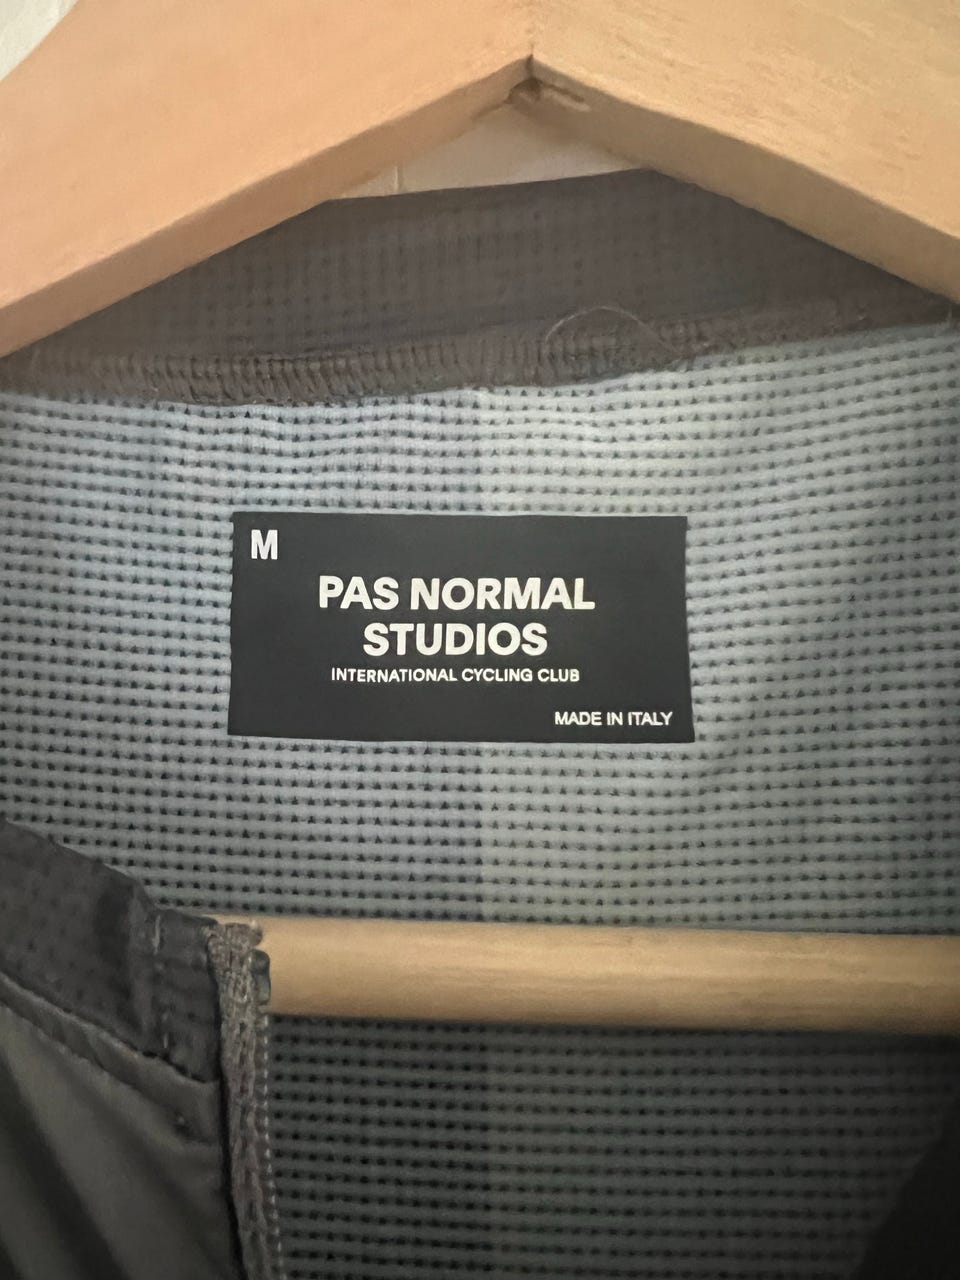 M
PAS NORMAL
STUDIOS
INTERNATIONAL CYCLING CLUB
MADE IN ITALY